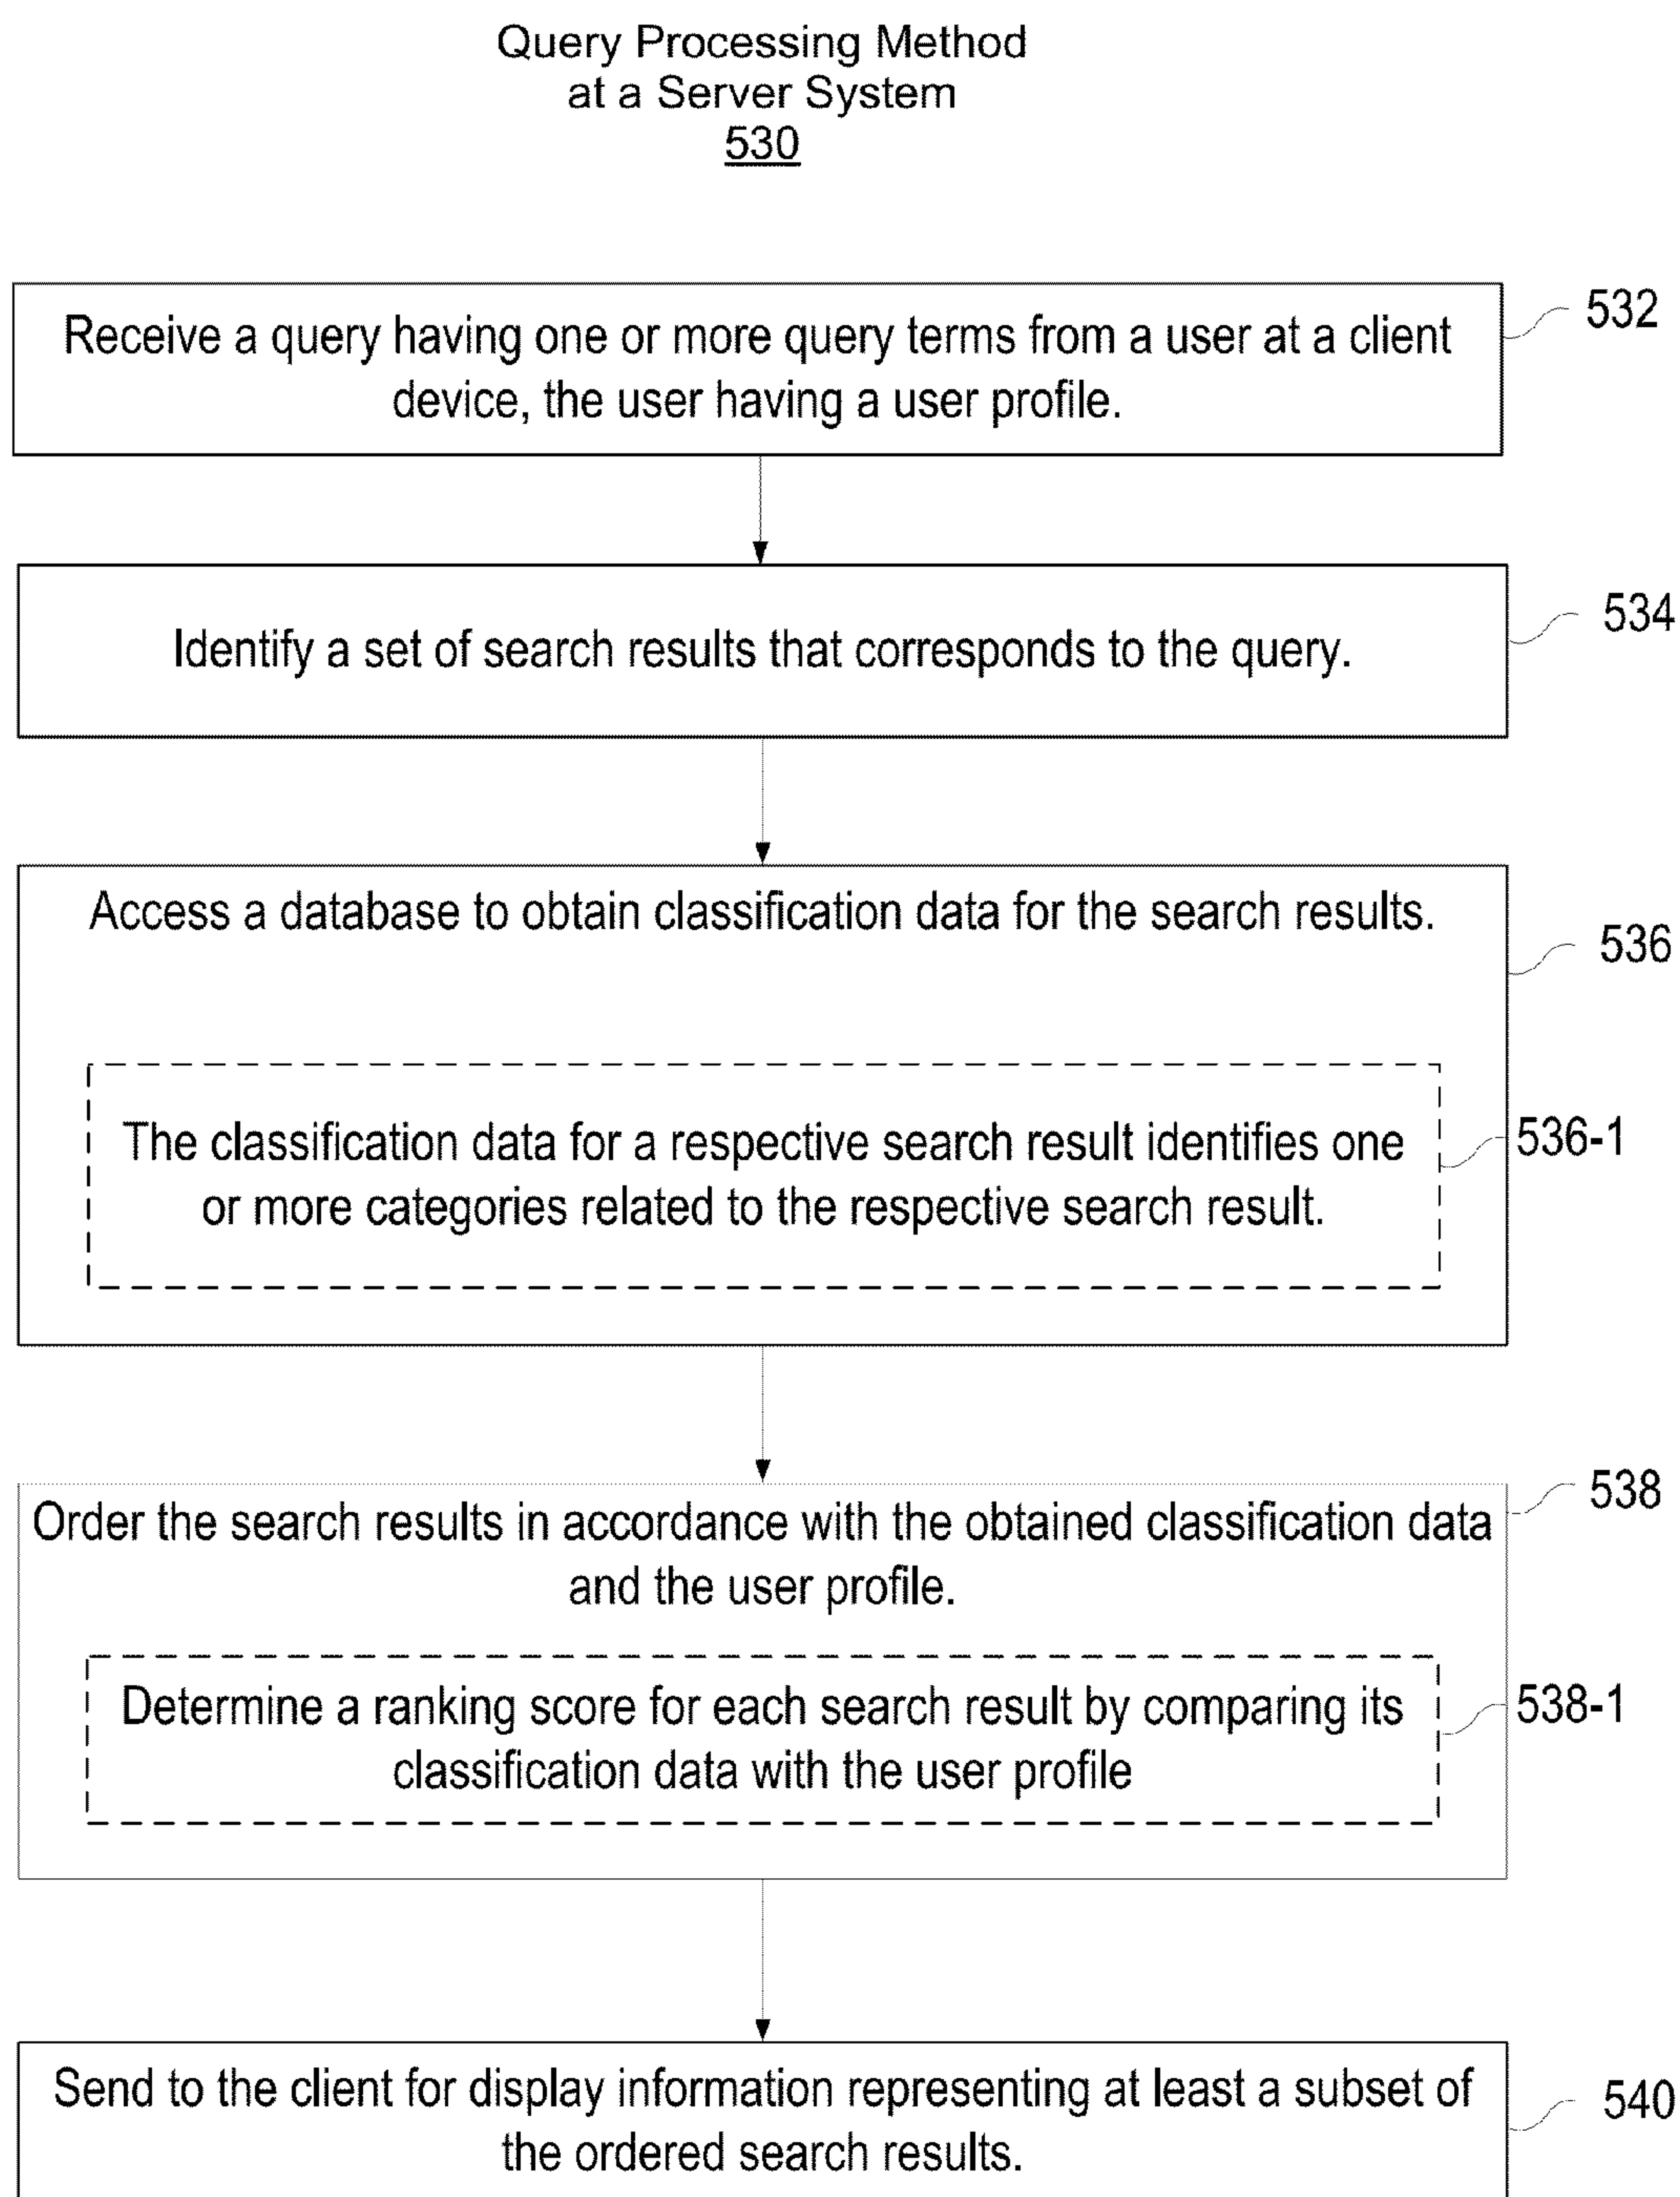 Query Processing Method
at a Server System
530
Receive a query having one or more query terms from a user at a client
device, the user having a user profile.
532
Identify a set of search results that corresponds to the query.
534
Access a database to obtain classification data for the search results.
536
The classification data for a respective search result identifies one
or more categories related to the respective search result.
536-1
Order the search results in accordance with the obtained classification data
and the user profile.
538
Determine a ranking score for each search result by comparing its
classification data with the user profile
538-1
Send to the client for display information representing at least a subset of
the ordered search results.
540